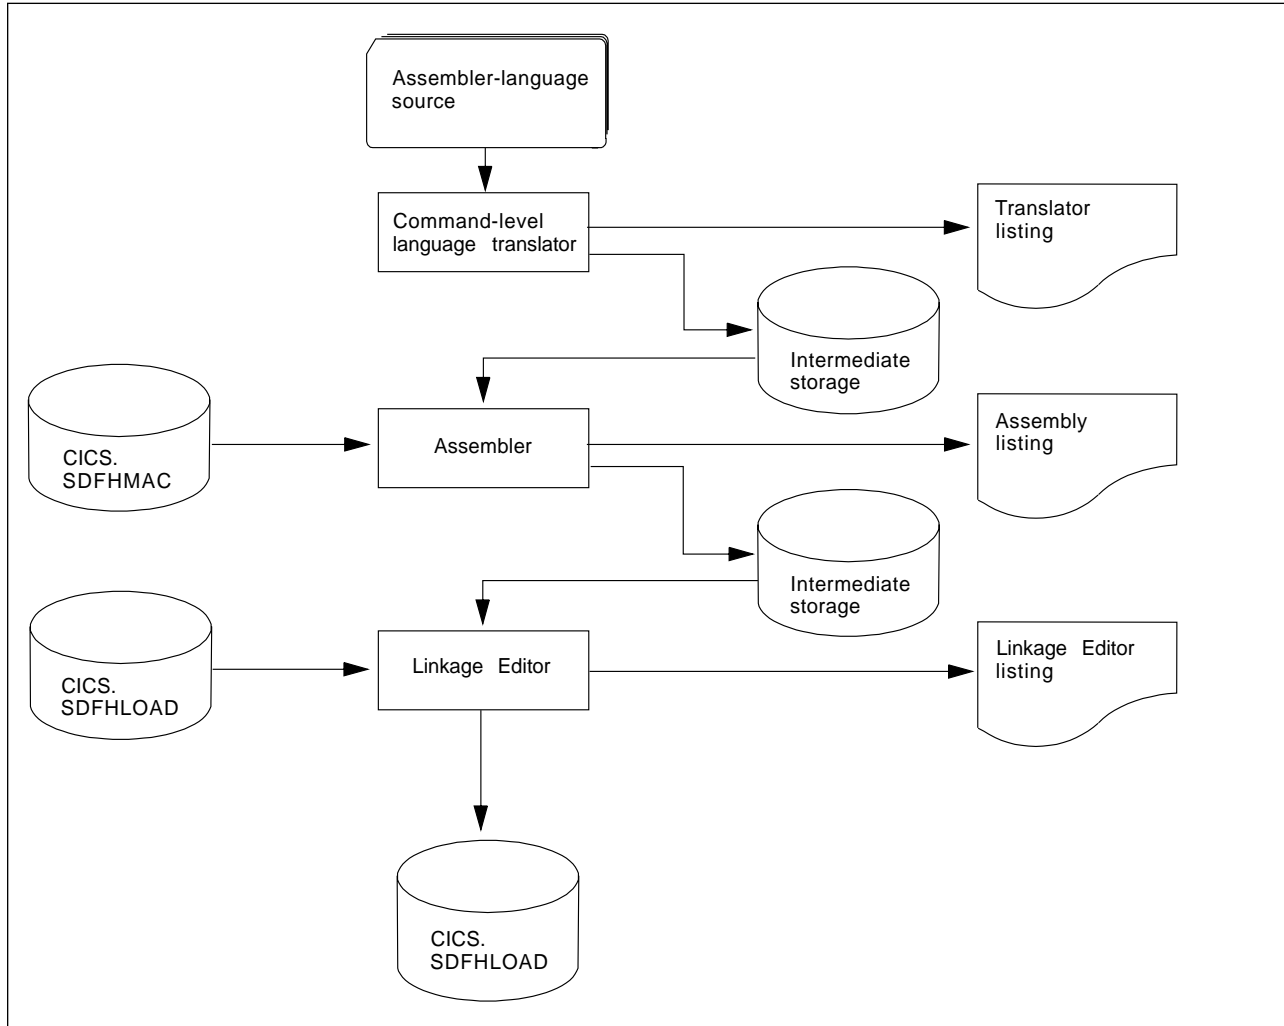 Assembler-language
source
Command-level
language translator
Translator
listing
Intermediate
storage
CICS.
SDFHMAC
Assembler
Assembly
listing
Intermediate
storage
CICS.
SDFHLOAD
Linkage Editor
Linkage Editor
listing
CICS.
SDFHLOAD